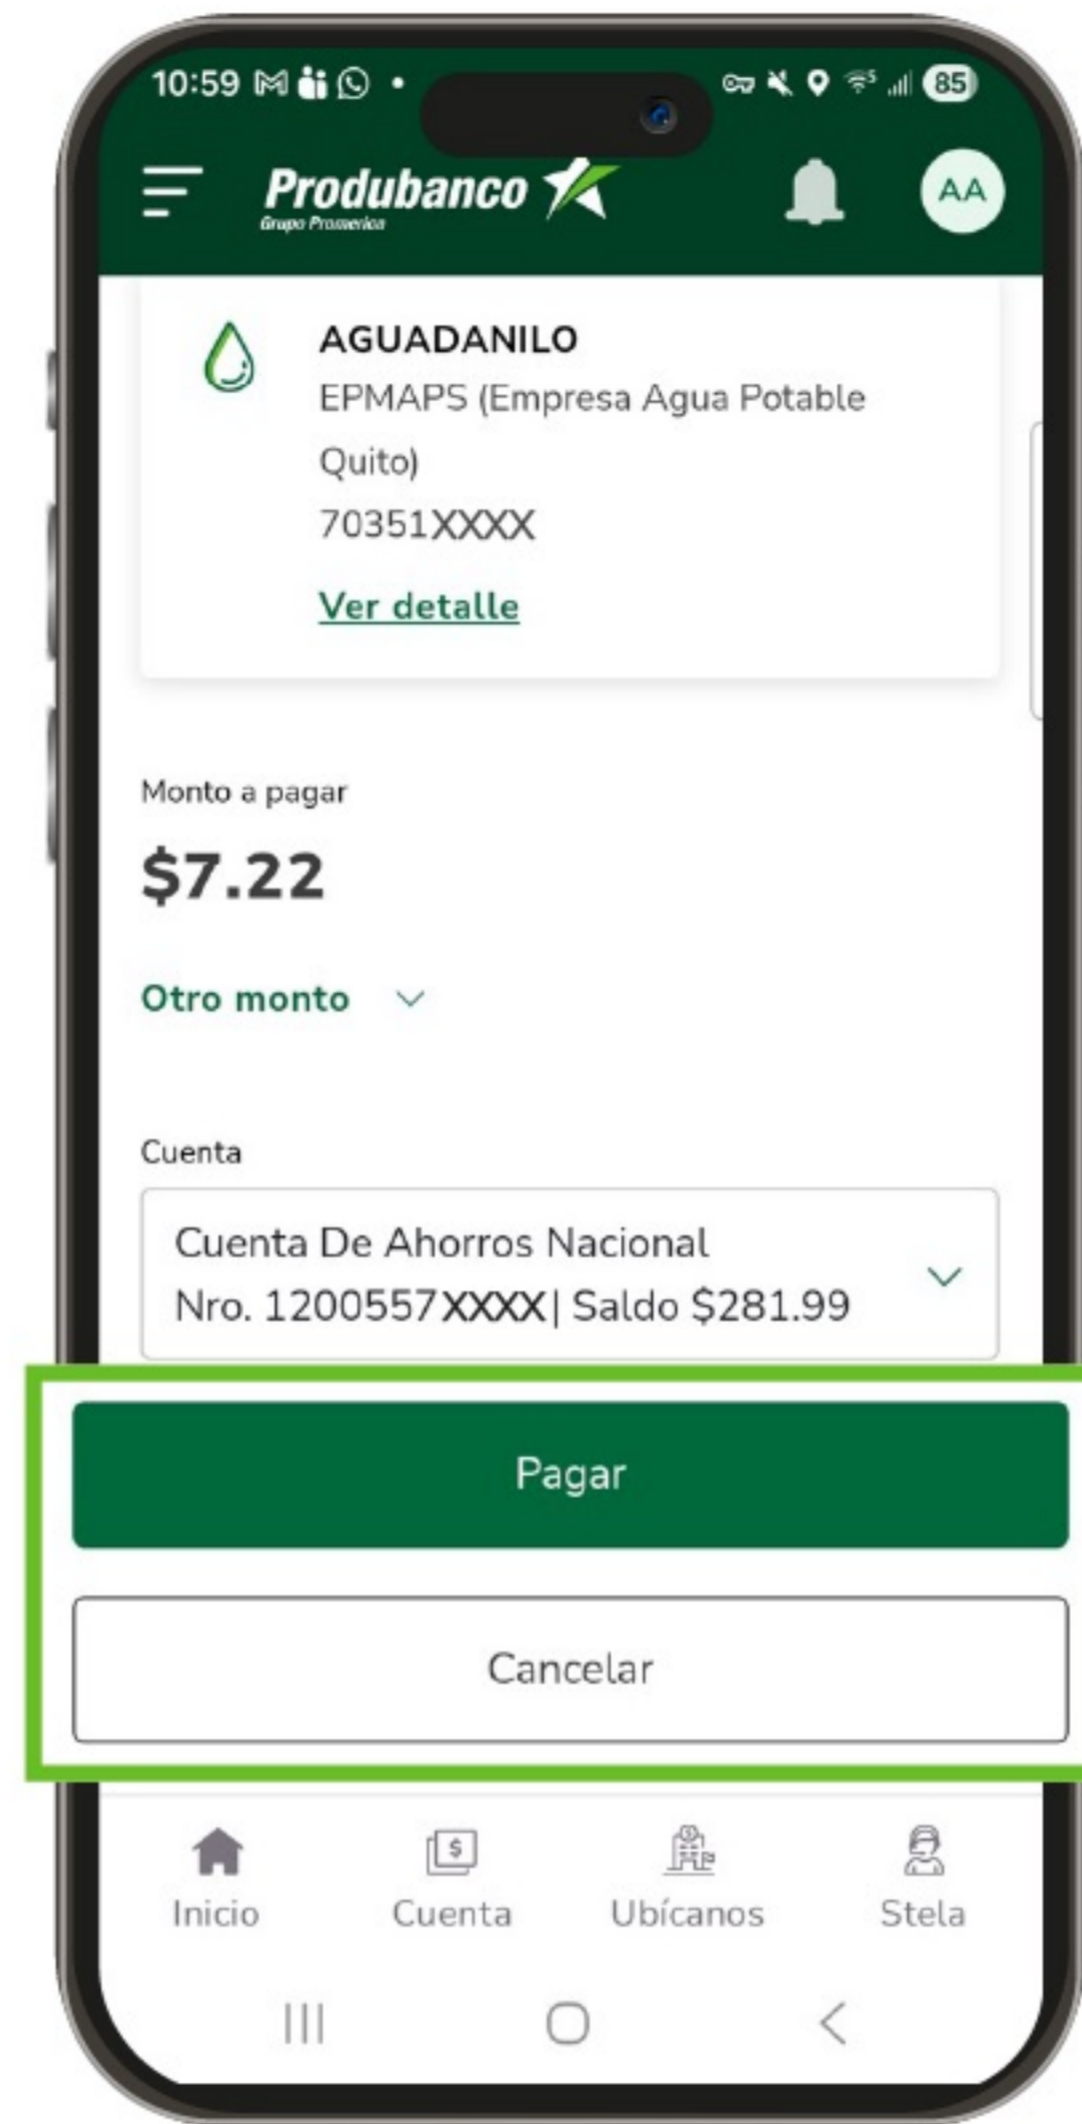 10:59
85
Produbanco
Grupo Promerica
AA
AGUADANILO
EPMAPS (Empresa Agua Potable
Quito)
70351XXXX
Ver detalle
Monto a pagar
$7.22
Otro monto
Cuenta
Cuenta De Ahorros Nacional
Nro. 1200557XXXX| Saldo $281.99
Pagar
Cancelar
Inicio
Cuenta
Ubícanos
Stela